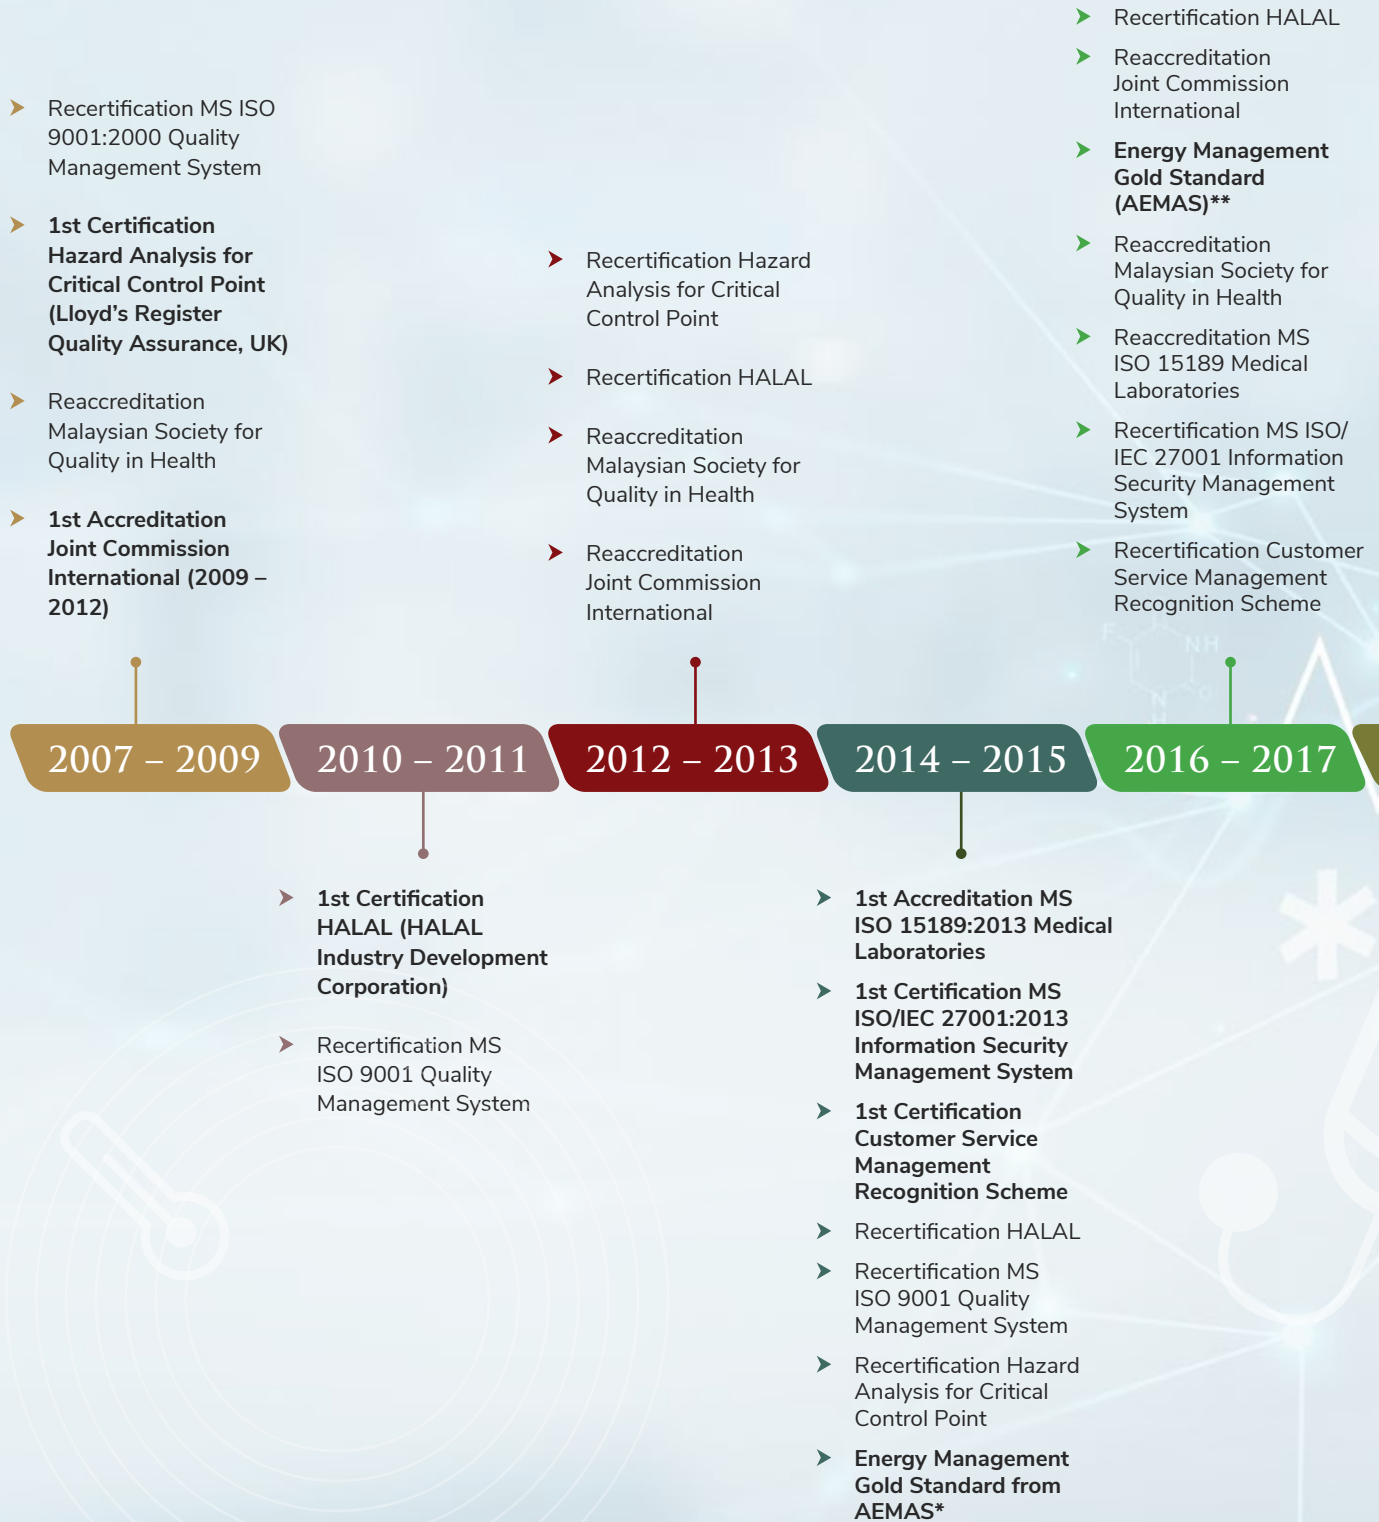 Recertification MS ISO
9001:2000 Quality
Management System
1st Certification
Hazard Analysis for
Critical Control Point
(Lloyd’s Register
Quality Assurance, UK)
Reaccreditation
Malaysian Society for
Quality in Health
1st Accreditation
Joint Commission
International (2009 –
2012)
2007 – 2009
2010 – 2011
1st Certification
HALAL (HALAL
Industry Development
Corporation)
Recertification MS
ISO 9001 Quality
Management System
Recertification Hazard
Analysis for Critical
Control Point
Recertification HALAL
Reaccreditation
Malaysian Society for
Quality in Health
Reaccreditation
Joint Commission
International
2012 – 2013
2014 – 2015
1st Accreditation MS
ISO 15189:2013 Medical
Laboratories
1st Certification MS
ISO/IEC 27001:2013
Information Security
Management System
1st Certification
Customer Service
Management
Recognition Scheme
Recertification HALAL
Recertification MS
ISO 9001 Quality
Management System
Recertification Hazard
Analysis for Critical
Control Point
Energy Management
Gold Standard from
AEMAS*
Recertification HALAL
Reaccreditation
Joint Commission
International
Energy Management
Gold Standard
(AEMAS)**
Reaccreditation
Malaysian Society for
Quality in Health
Reaccreditation MS
ISO 15189 Medical
Laboratories
Recertification MS ISO/
IEC 27001 Information
Security Management
System
Recertification Customer
Service Management
Recognition Scheme
F
NH
N
O
H
2016 – 2017